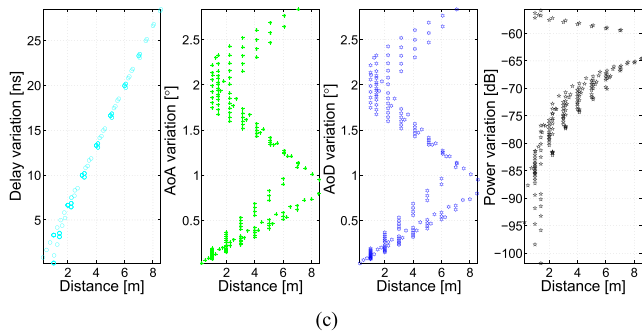 Delay variation [ns]
25
20
15
10
5
2 4 6 8
Distance [m]
AoA variation [°]
2.5
2
1.5
1
0.5
2 4 6 8
Distance [m]
AoD variation [°]
2.5
2
1.5
1
0.5
2 4 6 8
Distance [m]
Power variation [dB]
−60
−65
−70
−75
−80
−85
−90
−95
−100
2 4 6 8
Distance [m]
(c)